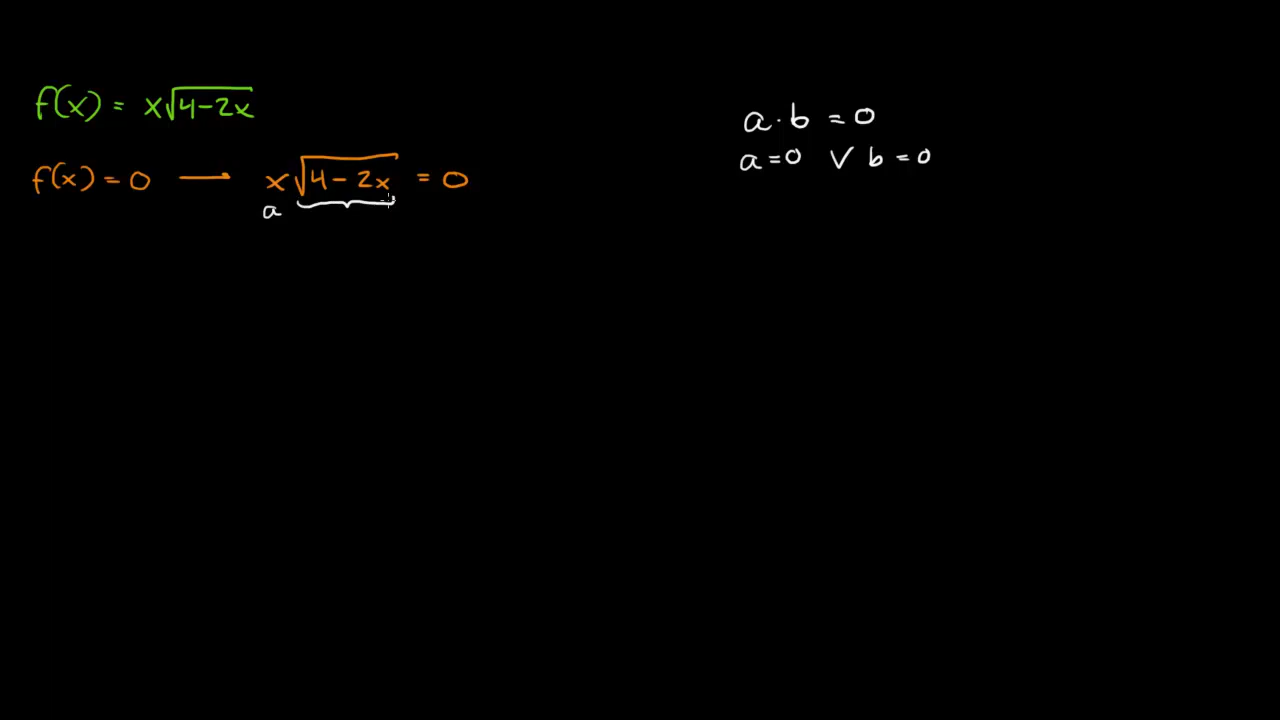 f(x) = x√(4-2x)
f(x) = 0 — x√(4-2x) = 0
a
a · b = 0
a = 0 ∨ b = 0